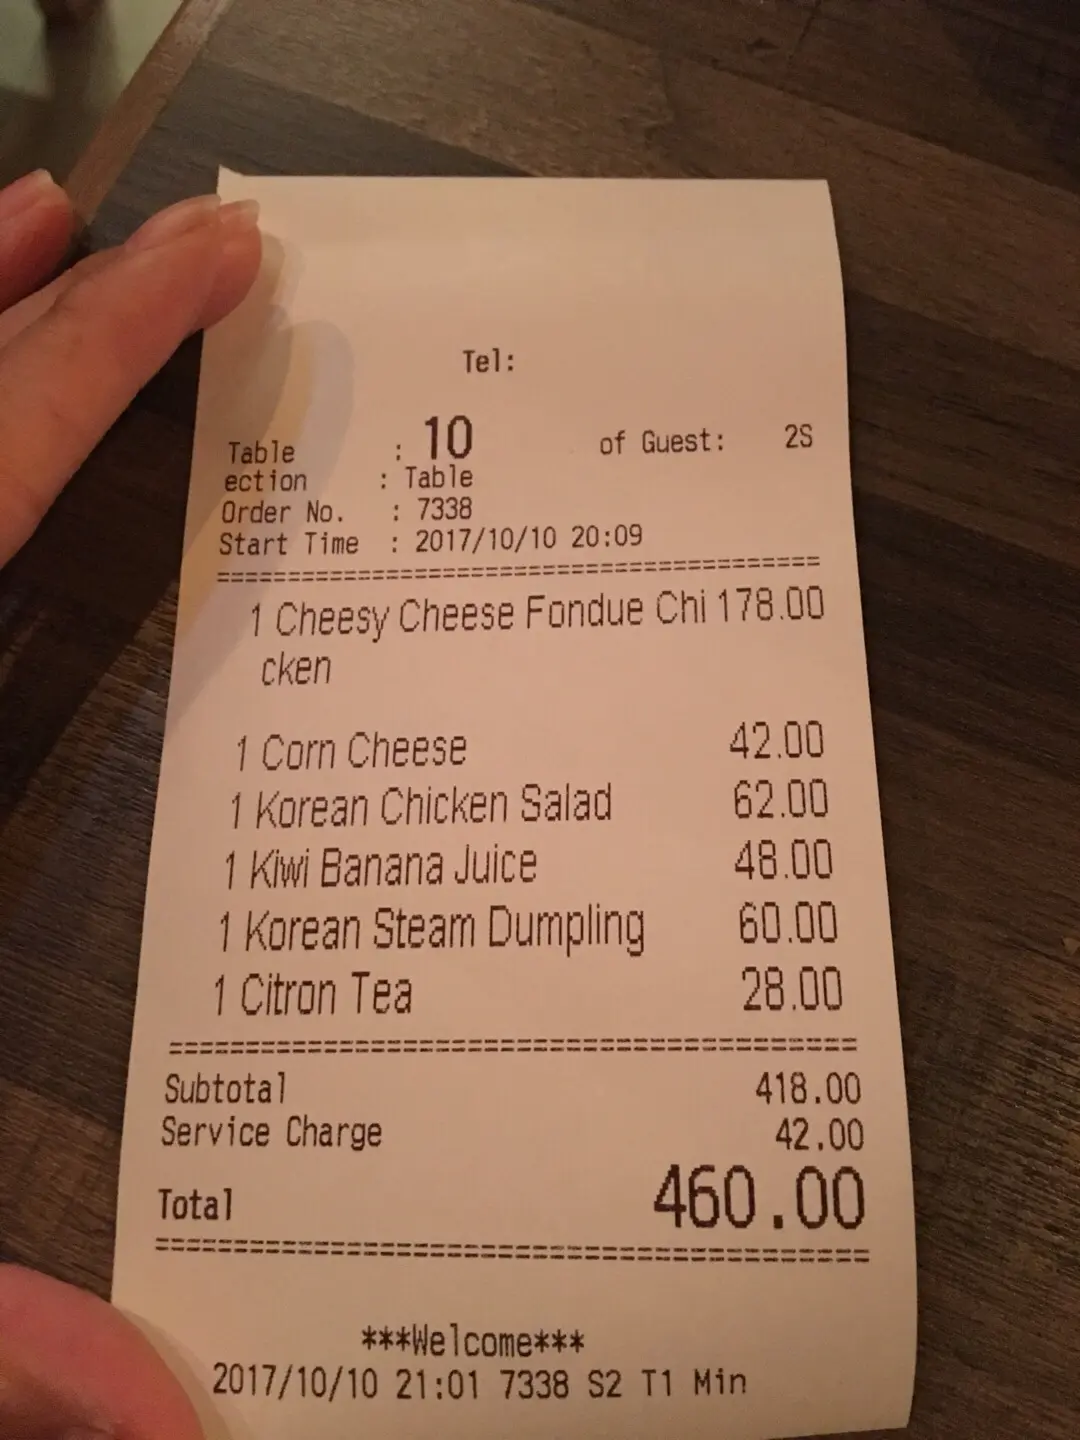 Tel:
Table : 10 of Guest: 2S
ection : Table
Order No. : 7338
Start Time : 2017/10/10 20:09
========================================
1 Cheesy Cheese Fondue Chi 178.00
cken
1 Corn Cheese 42.00
1 Korean Chicken Salad 62.00
1 Kiwi Banana Juice 48.00
1 Korean Steam Dumpling 60.00
1 Citron Tea 28.00
========================================
Subtotal 418.00
Service Charge 42.00
Total 460.00
========================================
***Welcome***
2017/10/10 21:01 7338 S2 T1 Min